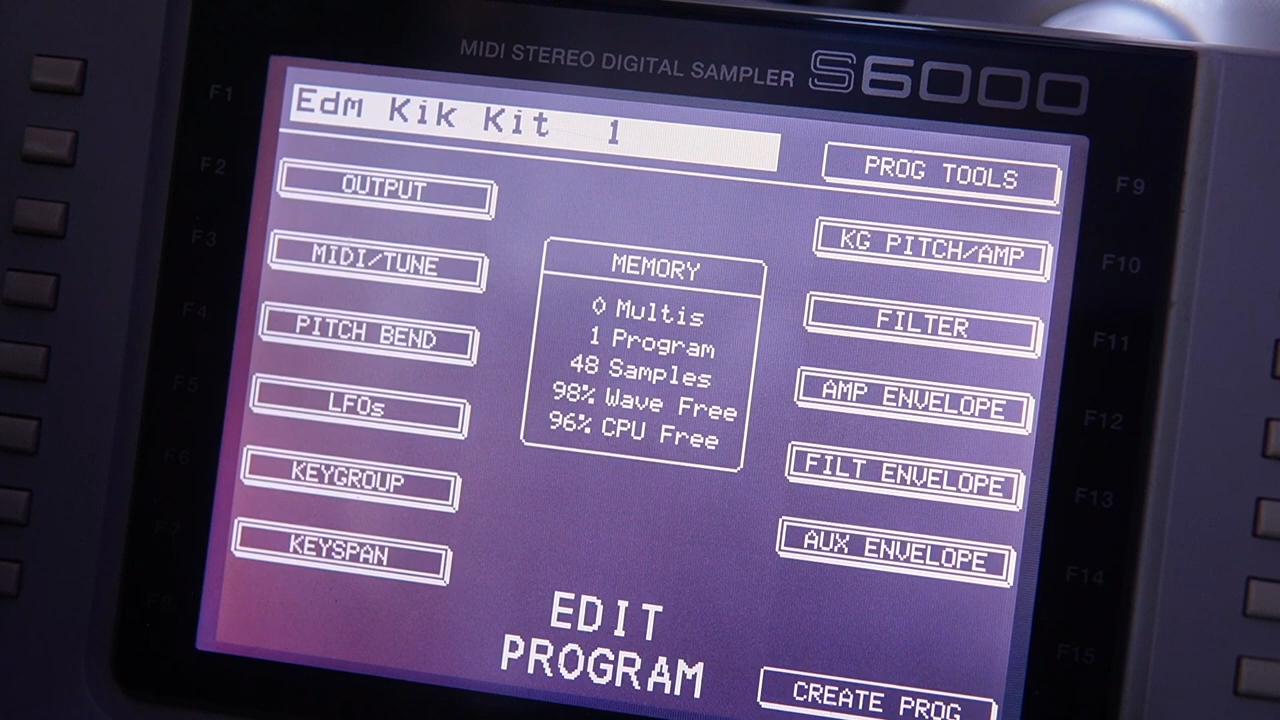 MIDI STEREO DIGITAL SAMPLER S6000
Edm Kik Kit 1
PROG TOOLS
OUTPUT
MIDI/TUNE
PITCH BEND
LFOs
KEYGROUP
KEYSPAN
MEMORY
0 Multis
1 Program
48 Samples
98% Wave Free
96% CPU Free
KG PITCH/AMP
FILTER
AMP ENVELOPE
FILT ENVELOPE
AUX ENVELOPE
EDIT
PROGRAM
CREATE PROG
F1
F2
F3
F4
F5
F6
F7
F8
F9
F10
F11
F12
F13
F14
F15